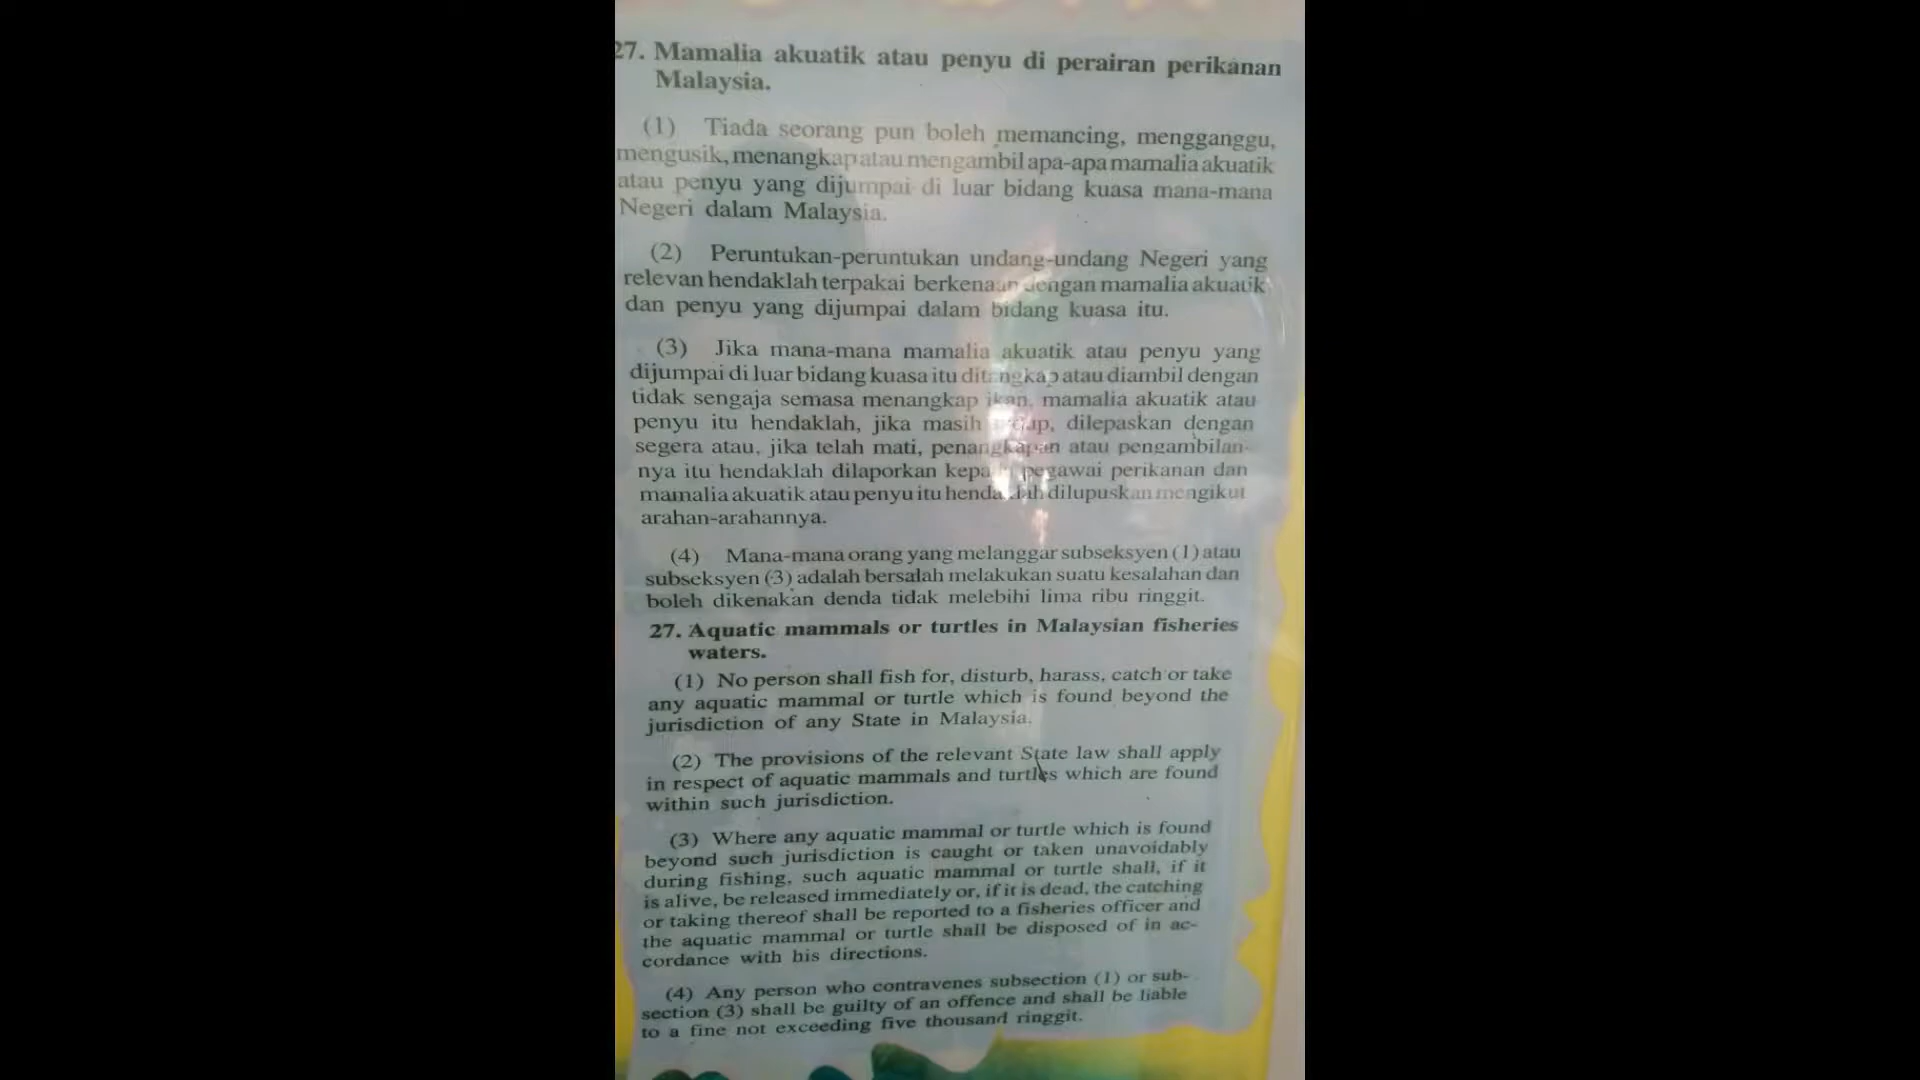 27. Mamalia akuatik atau penyu di perairan perikanan
Malaysia.
(1) Tiada seorang pun boleh memancing, mengganggu,
mengusik, menangkap atau mengambil apa-apa mamalia akuatik
atau penyu yang dijumpai di luar bidang kuasa mana-mana
Negeri dalam Malaysia.
(2) Peruntukan-peruntukan undang-undang Negeri yang
relevan hendaklah terpakai berkenaan dengan mamalia akuatik
dan penyu yang dijumpai dalam bidang kuasa itu.
(3) Jika mana-mana mamalia akuatik atau penyu yang
dijumpai di luar bidang kuasa itu ditangkap atau diambil dengan
tidak sengaja semasa menangkap ikan, mamalia akuatik atau
penyu itu hendaklah, jika masih hidup, dilepaskan dengan
segera atau, jika telah mati, penangkapan atau pengambilan-
nya itu hendaklah dilaporkan kepada pegawai perikanan dan
mamalia akuatik atau penyu itu hendaklah dilupuskan mengikut
arahan-arahannya.
(4) Mana-mana orang yang melanggar subseksyen (1) atau
subseksyen (3) adalah bersalah melakukan suatu kesalahan dan
boleh dikenakan denda tidak melebihi lima ribu ringgit.
27. Aquatic mammals or turtles in Malaysian fisheries
waters.
(1) No person shall fish for, disturb, harass, catch or take
any aquatic mammal or turtle which is found beyond the
jurisdiction of any State in Malaysia.
(2) The provisions of the relevant State law shall apply
in respect of aquatic mammals and turtles which are found
within such jurisdiction.
(3) Where any aquatic mammal or turtle which is found
beyond such jurisdiction is caught or taken unavoidably
during fishing, such aquatic mammal or turtle shall, if it
is alive, be released immediately or, if it is dead, the catching
or taking thereof shall be reported to a fisheries officer and
the aquatic mammal or turtle shall be disposed of in ac-
cordance with his directions.
(4) Any person who contravenes subsection (1) or sub-
section (3) shall be guilty of an offence and shall be liable
to a fine not exceeding five thousand ringgit.